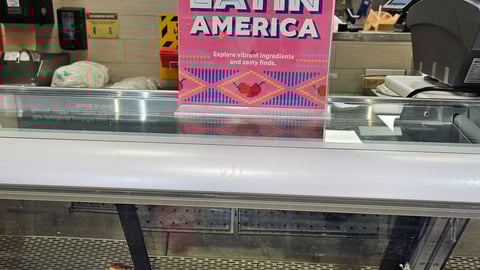 LATIN
AMERICA
Explore vibrant ingredients
and zesty finds.